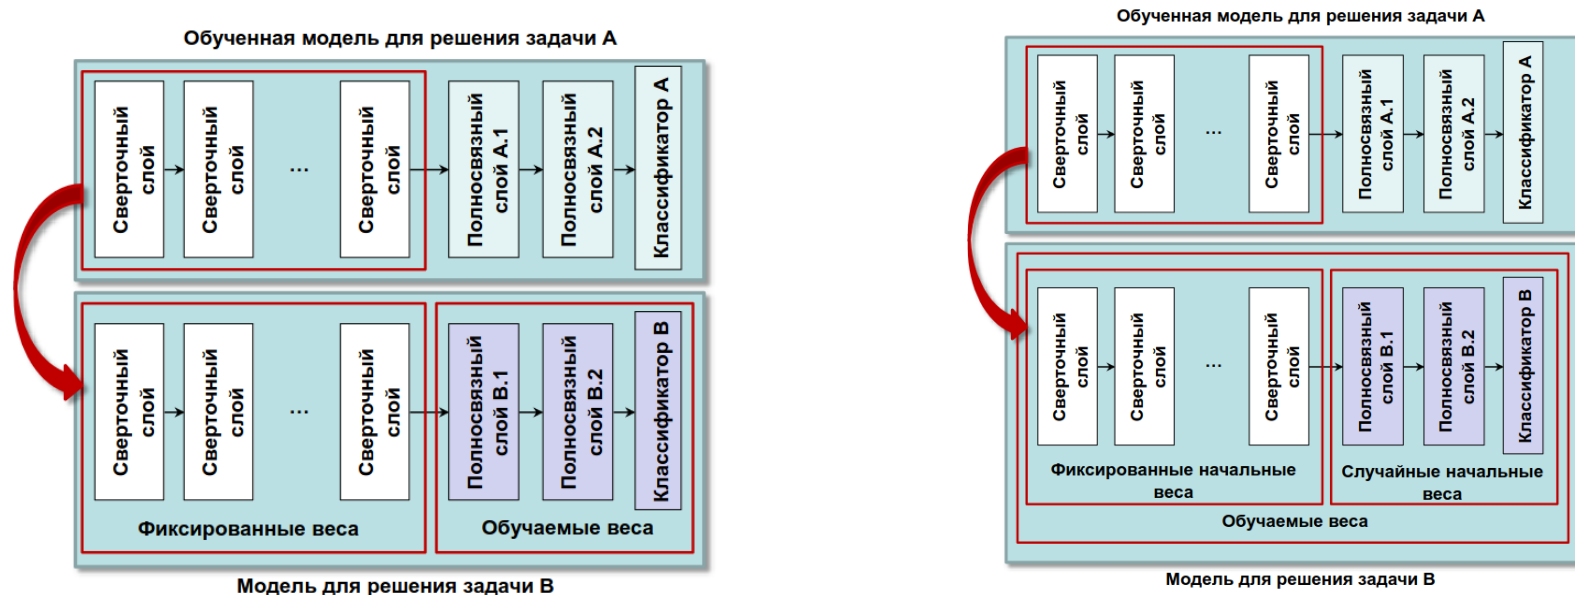 Обученная модель для решения задачи А
Сверточный
слой
Сверточный
слой
...
Сверточный
слой
Полносвязный
слой А.1
Полносвязный
слой А.2
Классификатор А
Сверточный
слой
Сверточный
слой
...
Сверточный
слой
Полносвязный
слой В.1
Полносвязный
слой В.2
Классификатор В
Фиксированные веса
Обучаемые веса
Модель для решения задачи В
Обученная модель для решения задачи А
Сверточный
слой
Сверточный
слой
...
Сверточный
слой
Полносвязный
слой А.1
Полносвязный
слой А.2
Классификатор А
Сверточный
слой
Сверточный
слой
...
Сверточный
слой
Полносвязный
слой В.1
Полносвязный
слой В.2
Классификатор В
Фиксированные начальные
веса
Случайные начальные
веса
Обучаемые веса
Модель для решения задачи В